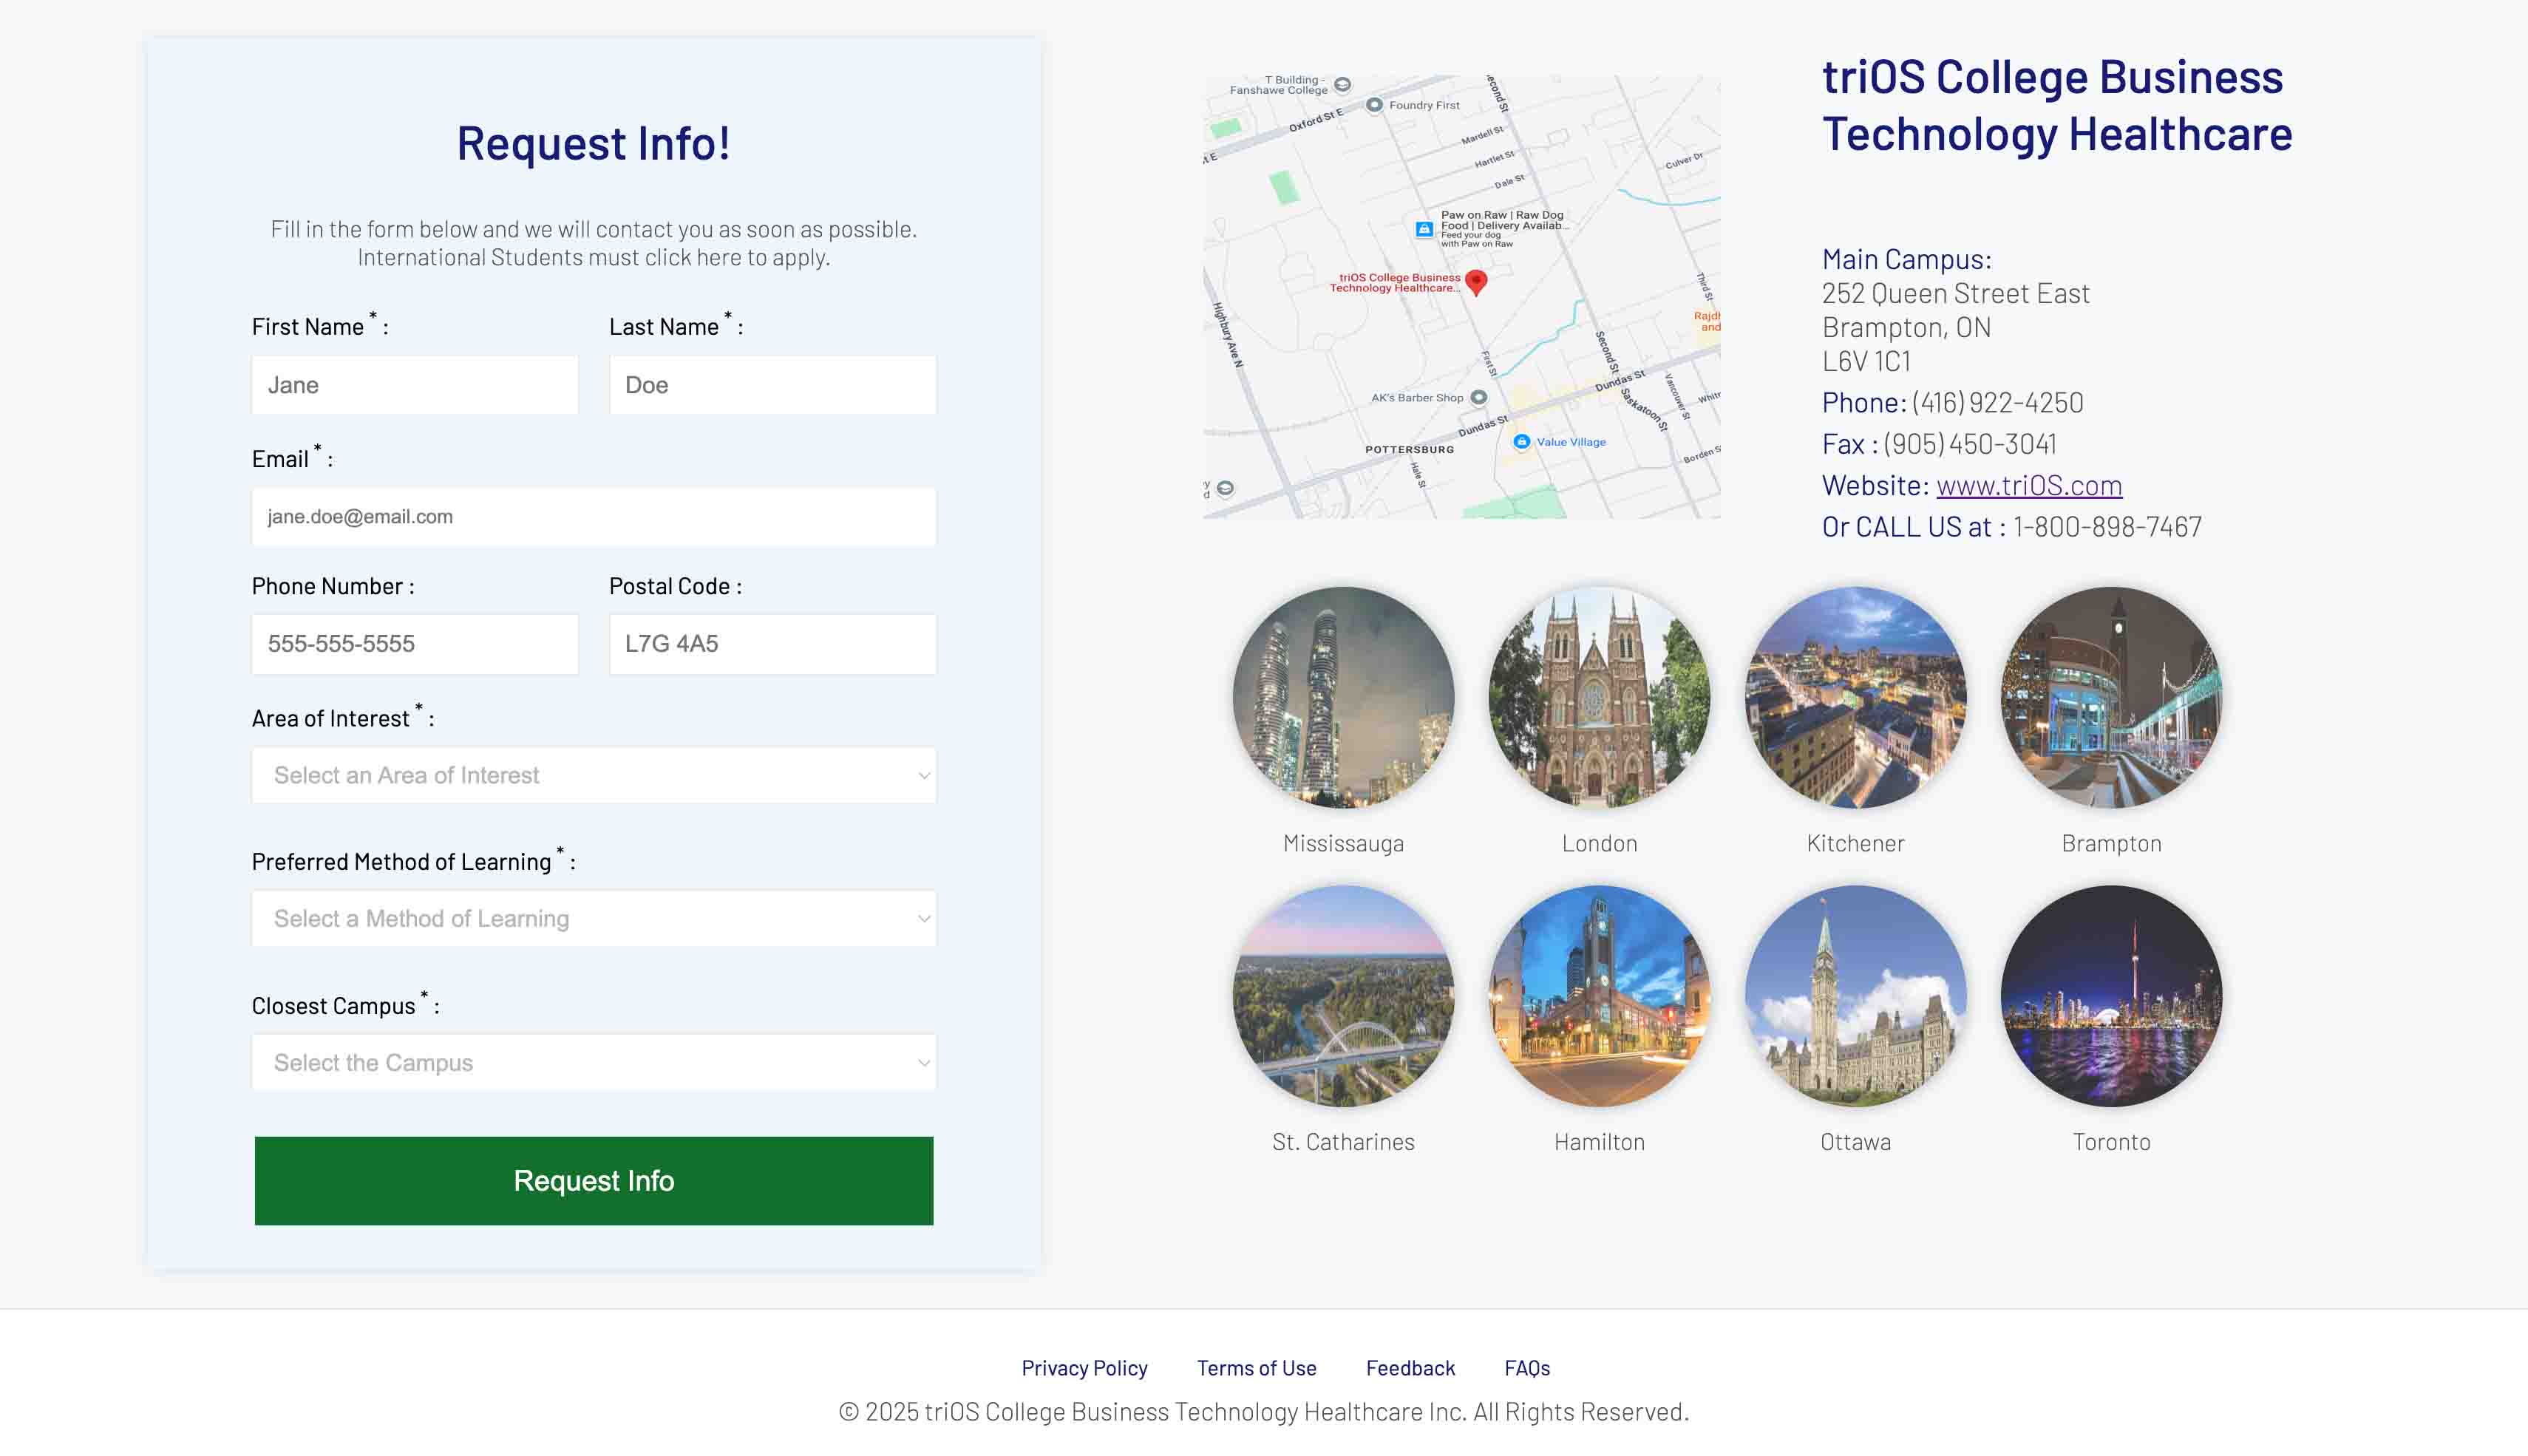 Request Info!
Fill in the form below and we will contact you as soon as possible.
International Students must click here to apply.
First Name * :
Last Name * :
Jane
Doe
Email * :
jane.doe@email.com
Phone Number :
Postal Code :
555-555-5555
L7G 4A5
Area of Interest * :
Select an Area of Interest
Preferred Method of Learning * :
Select a Method of Learning
Closest Campus * :
Select the Campus
Request Info
T Building -
Fanshawe College
Foundry First
Oxford St E
Mardell St
Hartlet St
Dale St
Culver Dr
Paw on Raw | Raw Dog
Food | Delivery Availab...
Feed your dog
with Paw on Raw
triOS College Business
Technology Healthcare...
Highbury Ave N
Third St
First St
Second St
Dundas St
Saskatoon St
Vancouver St
AK's Barber Shop
Dundas St
Value Village
POTTERSBURG
Hale St
triOS College Business
Technology Healthcare
Main Campus:
252 Queen Street East
Brampton, ON
L6V 1C1
Phone: (416) 922-4250
Fax : (905) 450-3041
Website: www.triOS.com
Or CALL US at : 1-800-898-7467
Mississauga
London
Kitchener
Brampton
St. Catharines
Hamilton
Ottawa
Toronto
Privacy Policy
Terms of Use
Feedback
FAQs
© 2025 triOS College Business Technology Healthcare Inc. All Rights Reserved.